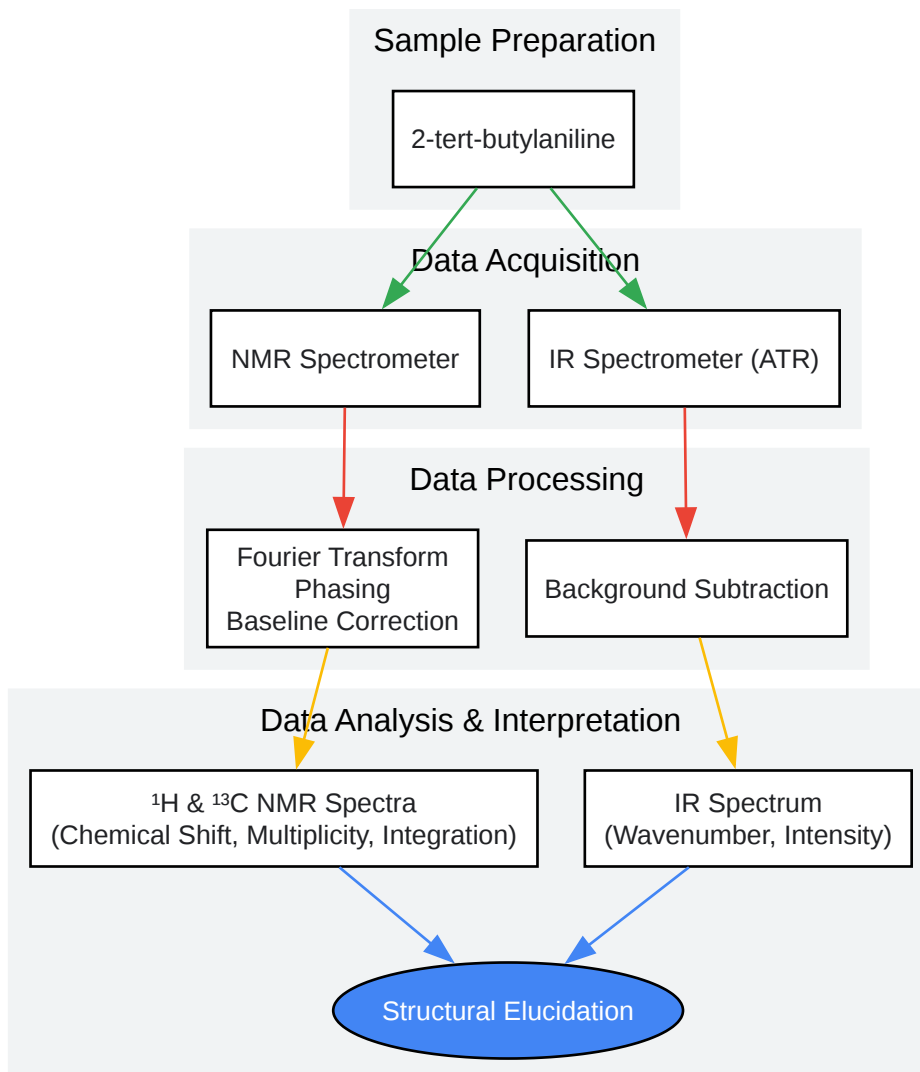 Sample Preparation
2-tert-butylaniline
Data Acquisition
NMR Spectrometer
IR Spectrometer (ATR)
Data Processing
Fourier Transform
Phasing
Baseline Correction
Background Subtraction
Data Analysis & Interpretation
¹H & ¹³C NMR Spectra
(Chemical Shift, Multiplicity, Integration)
IR Spectrum
(Wavenumber, Intensity)
Structural Elucidation